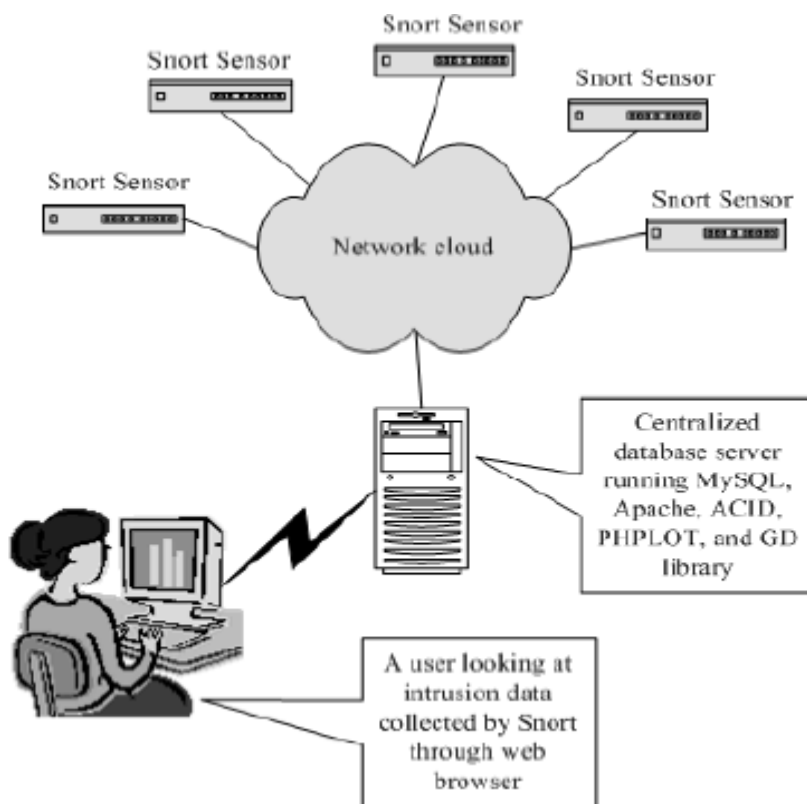 Snort Sensor
Snort Sensor
Snort Sensor
Snort Sensor
Snort Sensor
Network cloud
Centralized
database server
running MySQL,
Apache, ACID,
PHPLOT, and GD
library
A user looking at
intrusion data
collected by Snort
through web
browser